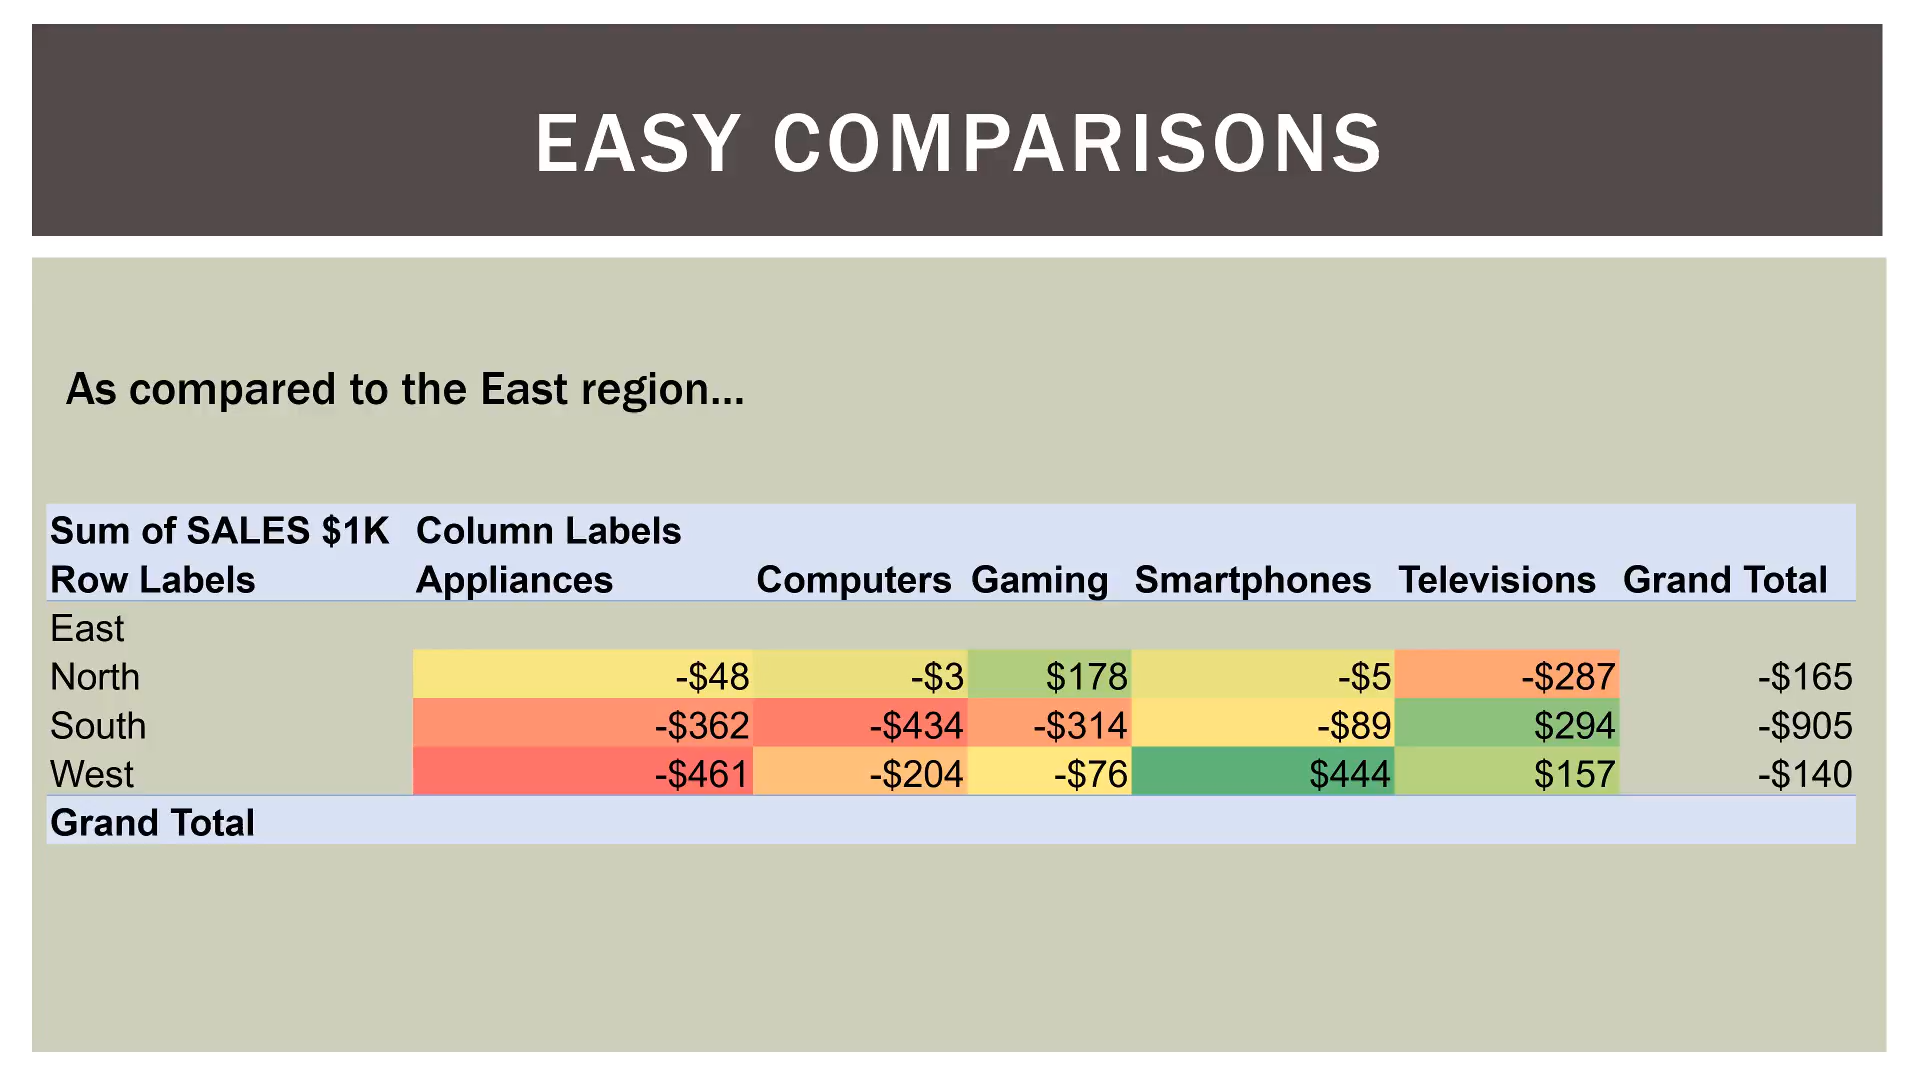 EASY COMPARISONS
As compared to the East region...
Sum of SALES $1K Column Labels
Row Labels Appliances Computers Gaming Smartphones Televisions Grand Total
East
North -$48 -$3 $178 -$5 -$287 -$165
South -$362 -$434 -$314 -$89 $294 -$905
West -$461 -$204 -$76 $444 $157 -$140
Grand Total